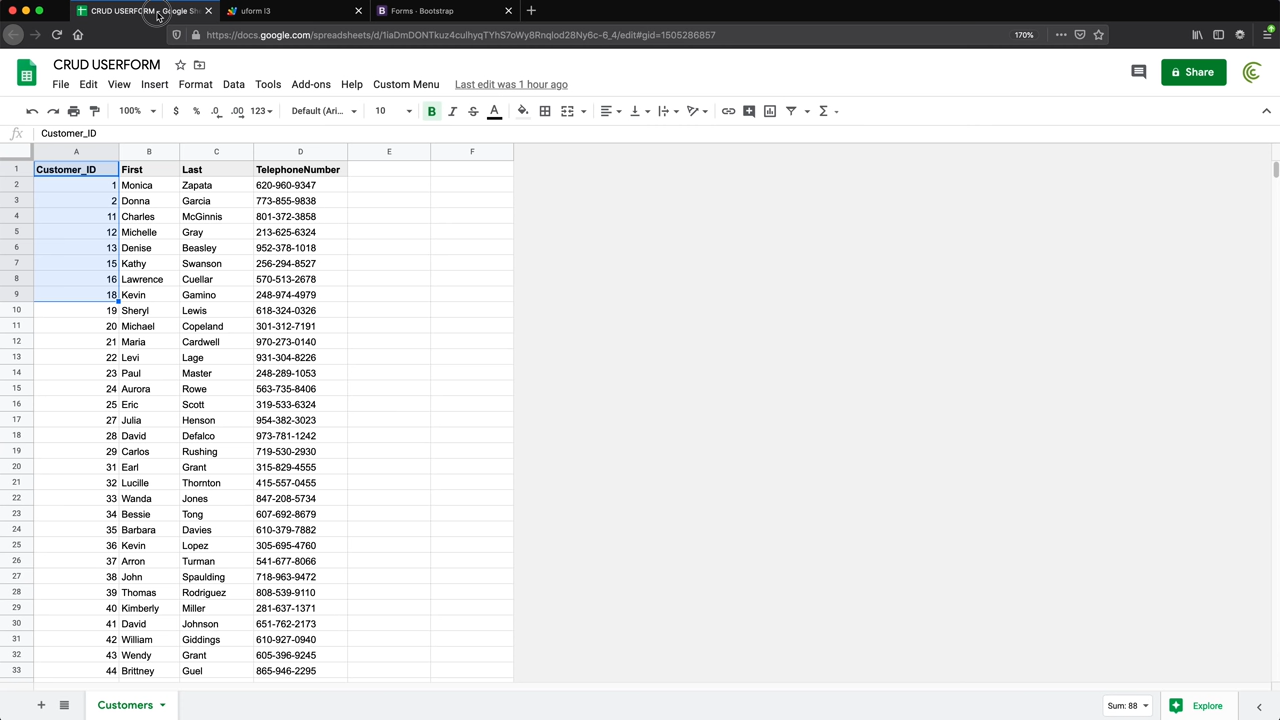 CRUD USERFORM - Google She
uform l3
Forms · Bootstrap
https://docs.google.com/spreadsheets/d/1iaDmDONTkuz4culhyqTYhS7oWy8Rnqlod28Ny6c-6_4/edit#gid=1505286857
170%
CRUD USERFORM
File Edit View Insert Format Data Tools Add-ons Help Custom Menu Last edit was 1 hour ago
Share
100% $ % .0 .00 123 Default (Ari... 10 B I S A
fx Customer_ID
A B C D E F
1 Customer_ID First Last TelephoneNumber
2 1 Monica Zapata 620-960-9347
3 2 Donna Garcia 773-855-9838
4 11 Charles McGinnis 801-372-3858
5 12 Michelle Gray 213-625-6324
6 13 Denise Beasley 952-378-1018
7 15 Kathy Swanson 256-294-8527
8 16 Lawrence Cuellar 570-513-2678
9 18 Kevin Gamino 248-974-4979
10 19 Sheryl Lewis 618-324-0326
11 20 Michael Copeland 301-312-7191
12 21 Maria Cardwell 970-273-0140
13 22 Levi Lage 931-304-8226
14 23 Paul Master 248-289-1053
15 24 Aurora Rowe 563-735-8406
16 25 Eric Scott 319-533-6324
17 27 Julia Henson 954-382-3023
18 28 David Defalco 973-781-1242
19 29 Carlos Rushing 719-530-2930
20 31 Earl Grant 315-829-4555
21 32 Lucille Thornton 415-557-0455
22 33 Wanda Jones 847-208-5734
23 34 Bessie Tong 607-692-8679
24 35 Barbara Davies 610-379-7882
25 36 Kevin Lopez 305-695-4760
26 37 Arron Turman 541-677-8066
27 38 John Spaulding 718-963-9472
28 39 Thomas Rodriguez 808-539-9110
29 40 Kimberly Miller 281-637-1371
30 41 David Johnson 651-762-2173
31 42 William Giddings 610-927-0940
32 43 Wendy Grant 605-396-9245
33 44 Brittney Guel 865-946-2295
Customers
Sum: 88
Explore